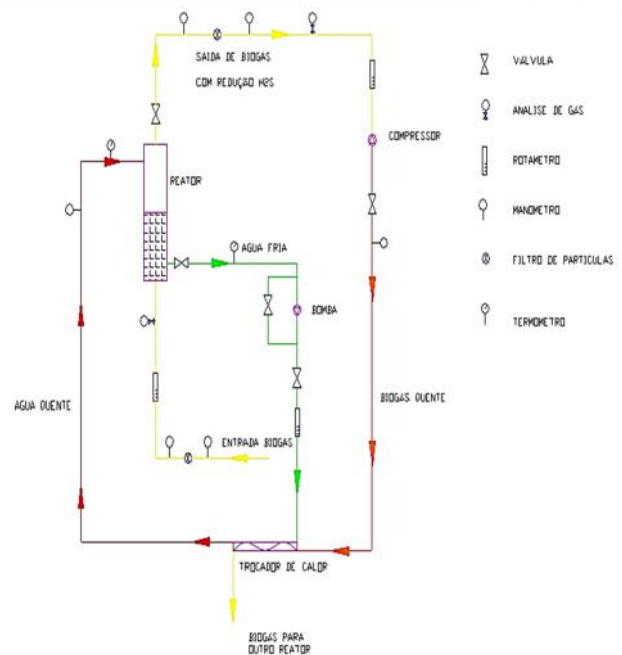 SAIDA DE BIOGAS
COM REDUÇÃO H2S
REATOR
COMPRESSOR
AGUA FRIA
BOMBA
AGUA QUENTE
ENTRADA BIOGAS
BIOGAS QUENTE
TROCADOR DE CALOR
BIOGAS PARA
OUTRO REATOR
VALVULA
ANALISE DE GAS
ROTAMETRO
MANOMETRO
FILTRO DE PARTICULAS
TERMOMETRO